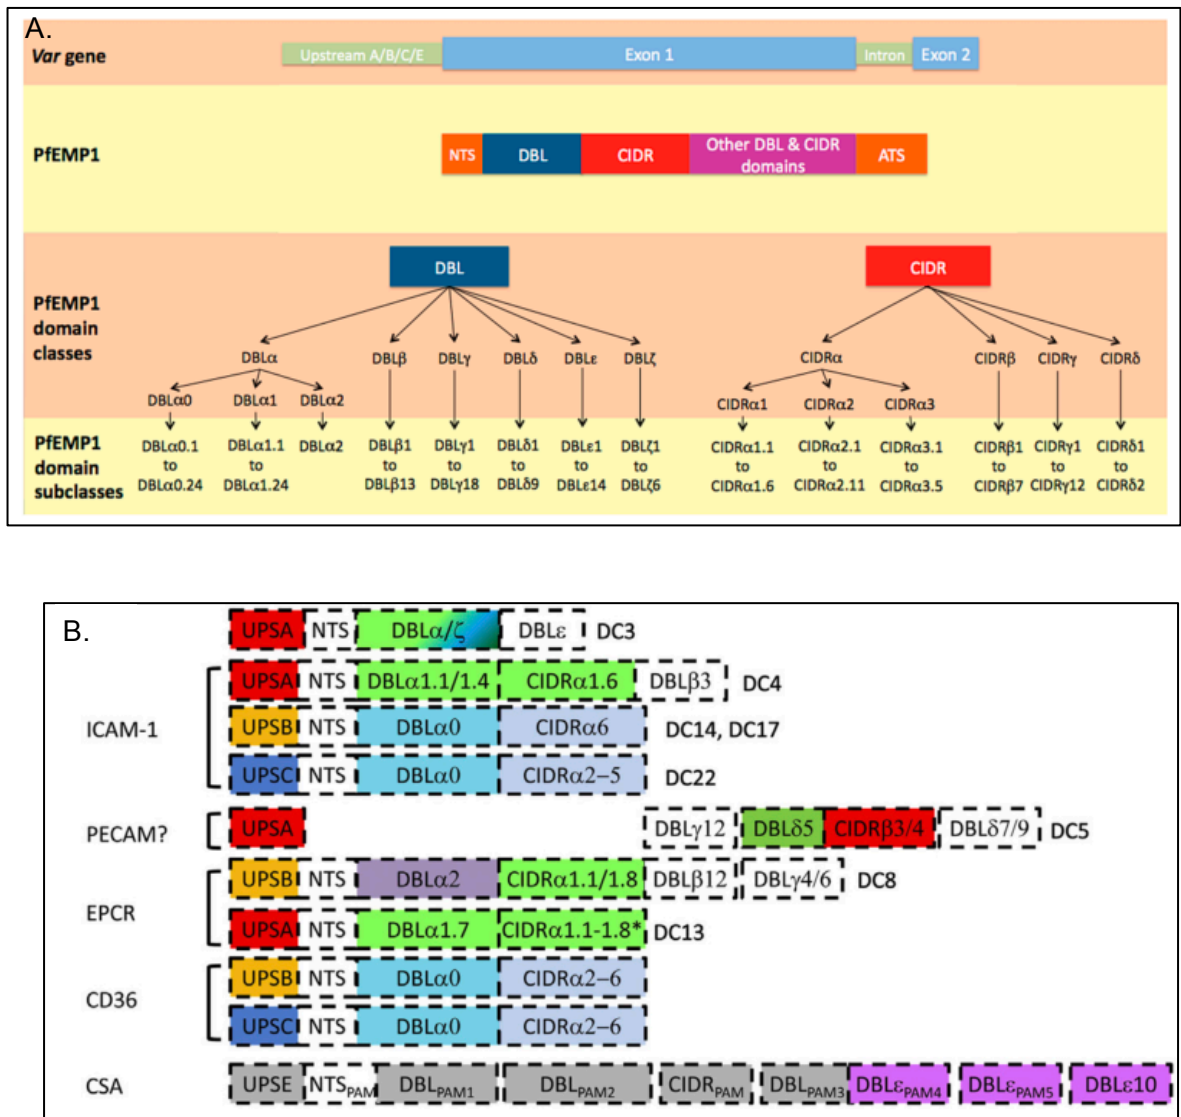 A.
Var gene
Upstream A/B/C/E Exon 1 Intron Exon 2
PfEMP1
NTS DBL CIDR Other DBL & CIDR domains ATS
DBL CIDR
PfEMP1
domain
classes
DBLα DBLβ DBLγ DBLδ DBLε DBLζ CIDRα CIDRβ CIDRγ CIDRδ
DBLα0 DBLα1 DBLα2 CIDRα1 CIDRα2 CIDRα3
PfEMP1
domain
subclasses
DBLα0.1 DBLα1.1 DBLα2 DBLβ1 DBLγ1 DBLδ1 DBLε1 DBLζ1 CIDRα1.1 CIDRα2.1 CIDRα3.1 CIDRβ1 CIDRγ1 CIDRδ1
to to to to to to to to to to to to to
DBLα0.24 DBLα1.24 DBLβ13 DBLγ18 DBLδ9 DBLε14 DBLζ6 CIDRα1.6 CIDRα2.11 CIDRα3.5 CIDRβ7 CIDRγ12 CIDRδ2
B.
UPSA NTS DBLα/ζ DBLε DC3
ICAM-1
UPSA NTS DBLα1.1/1.4 CIDRα1.6 DBLβ3 DC4
UPSB NTS DBLα0 CIDRα6 DC14, DC17
UPSC NTS DBLα0 CIDRα2–5 DC22
PECAM?
UPSA DBLγ12 DBLδ5 CIDRβ3/4 DBLδ7/9 DC5
EPCR
UPSB NTS DBLα2 CIDRα1.1/1.8 DBLβ12 DBLγ4/6 DC8
UPSA NTS DBLα1.7 CIDRα1.1-1.8* DC13
CD36
UPSB NTS DBLα0 CIDRα2–6
UPSC NTS DBLα0 CIDRα2–6
CSA
UPSE NTSPAM DBLPAM1 DBLPAM2 CIDRPAM DBLPAM3 DBLεPAM4 DBLεPAM5 DBLε10